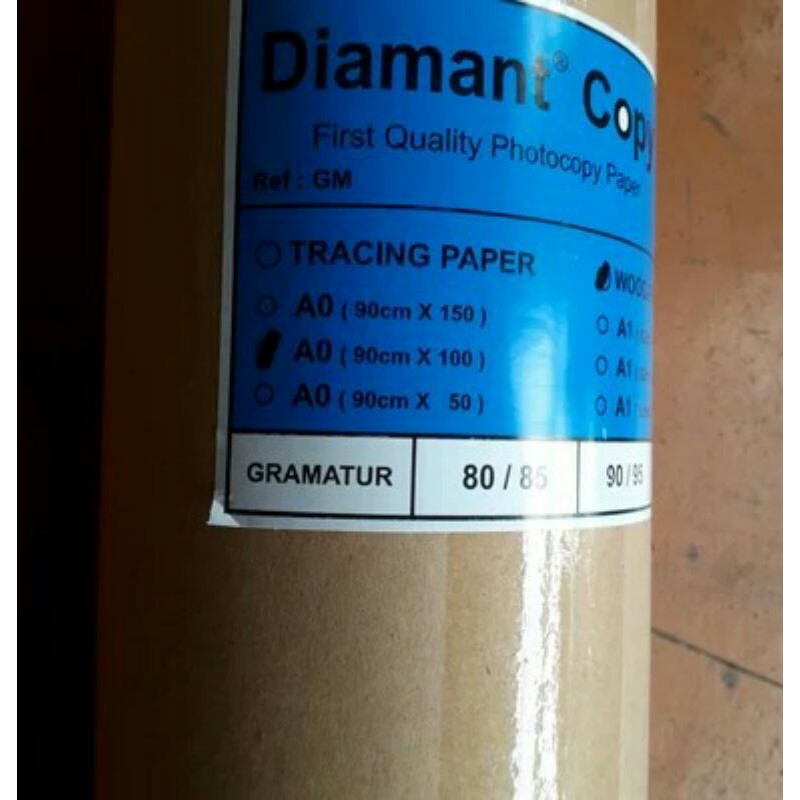 Diamant® Copy
First Quality Photocopy Paper
Ref : GM
TRACING PAPER
A0 ( 90cm X 150 )
A0 ( 90cm X 100 )
A0 ( 90cm X 50 )
A1
A1
A1
GRAMATUR 80 / 85 90 / 95